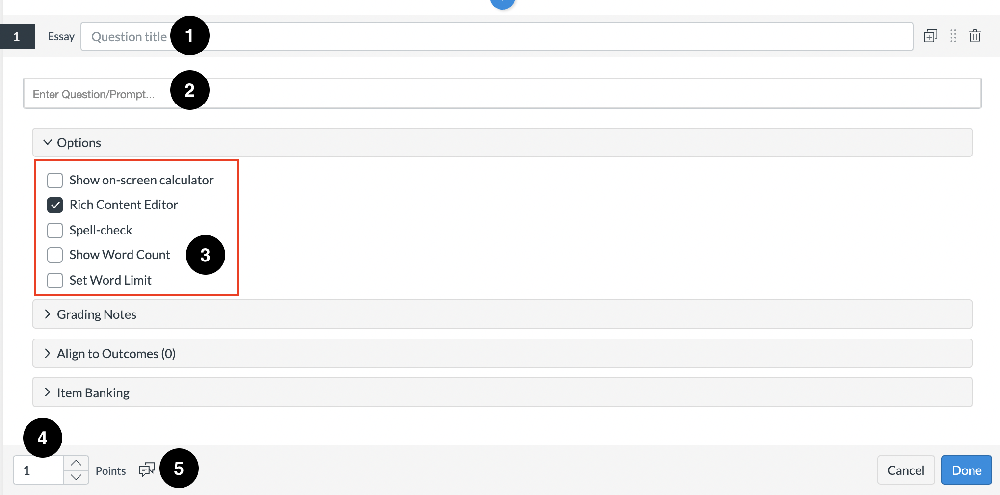 1 Essay Question title 1
Enter Question/Prompt... 2
Options
Show on-screen calculator
Rich Content Editor
Spell-check
Show Word Count 3
Set Word Limit
Grading Notes
Align to Outcomes (0)
Item Banking
4
1 Points 5 Cancel Done